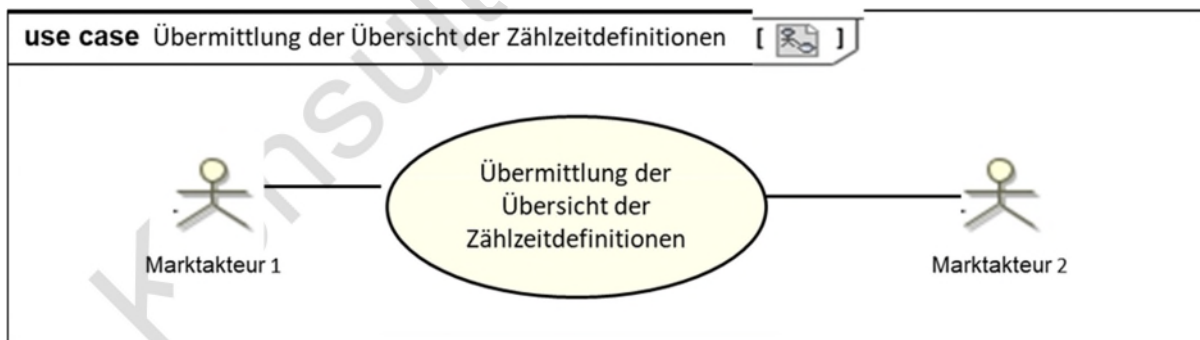 use case Übermittlung der Übersicht der Zählzeitdefinitionen [ ]
Übermittlung der
Übersicht der
Zählzeitdefinitionen
Marktakteur 1
Marktakteur 2